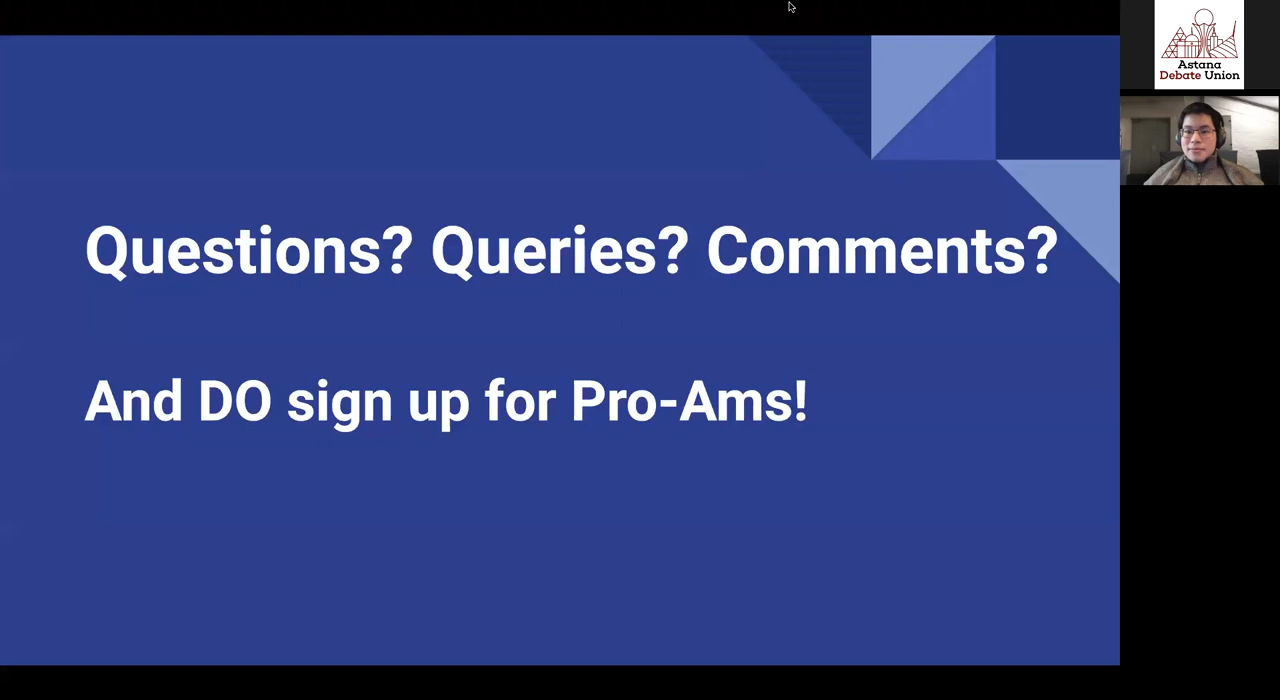 Questions? Queries? Comments?
And DO sign up for Pro-Ams!
Astana
Debate Union